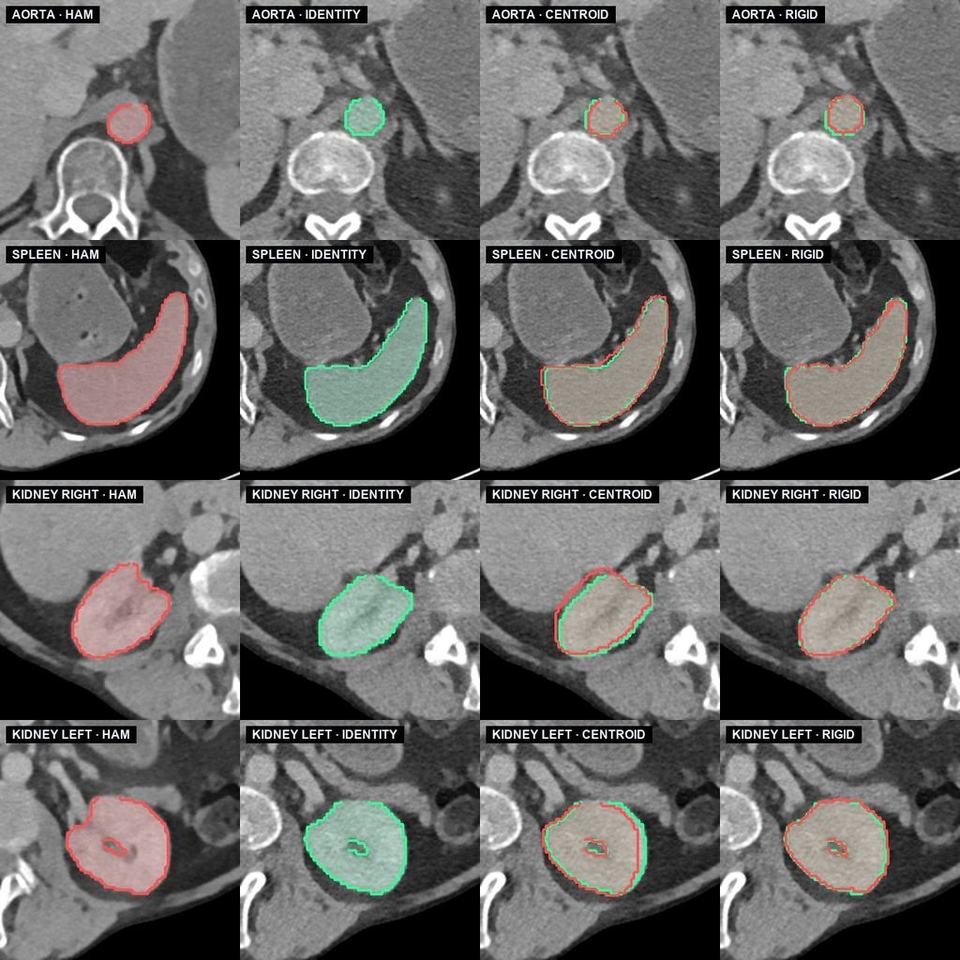 AORTA · HAM
AORTA · IDENTITY
AORTA · CENTROID
AORTA · RIGID
SPLEEN · HAM
SPLEEN · IDENTITY
SPLEEN · CENTROID
SPLEEN · RIGID
KIDNEY RIGHT · HAM
KIDNEY RIGHT · IDENTITY
KIDNEY RIGHT · CENTROID
KIDNEY RIGHT · RIGID
KIDNEY LEFT · HAM
KIDNEY LEFT · IDENTITY
KIDNEY LEFT · CENTROID
KIDNEY LEFT · RIGID